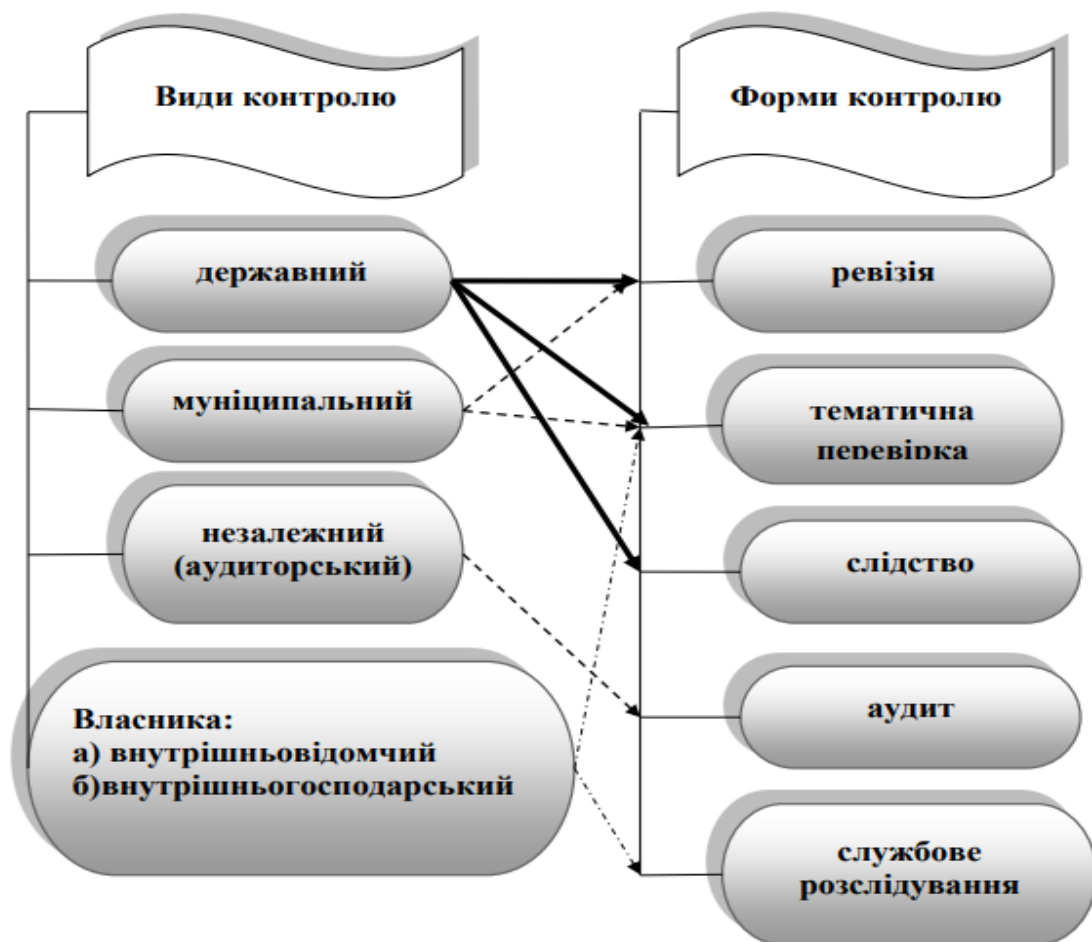 Види контролю
державний
муніципальний
незалежний
(аудиторський)
Власника:
а) внутрішньовідомчий
б)внутрішньогосподарський
Форми контролю
ревізія
тематична
перевірка
слідство
аудит
службове
розслідування